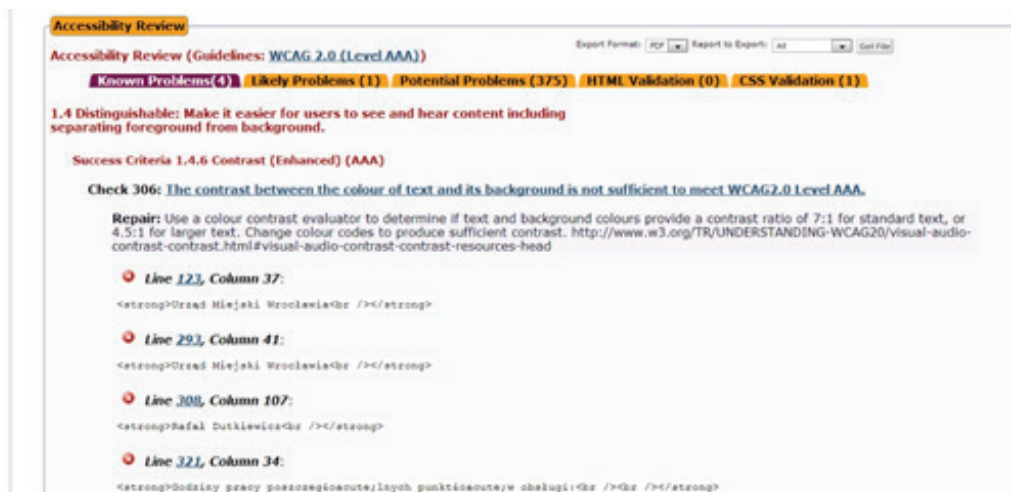 Accessibility Review
Export Format: PDF Report to Export: All Get File
Accessibility Review (Guidelines: WCAG 2.0 (Level AAA))
Known Problems(4) Likely Problems (1) Potential Problems (375) HTML Validation (0) CSS Validation (1)
1.4 Distinguishable: Make it easier for users to see and hear content including
separating foreground from background.
Success Criteria 1.4.6 Contrast (Enhanced) (AAA)
Check 306: The contrast between the colour of text and its background is not sufficient to meet WCAG2.0 Level AAA.
Repair: Use a colour contrast evaluator to determine if text and background colours provide a contrast ratio of 7:1 for standard text, or
4.5:1 for larger text. Change colour codes to produce sufficient contrast. http://www.w3.org/TR/UNDERSTANDING-WCAG20/visual-audio-
contrast-contrast.html#visual-audio-contrast-contrast-resources-head
Line 123, Column 37:
<strong>Urząd Miejski Wrocławia<br /></strong>
Line 293, Column 41:
<strong>Urząd Miejski Wrocławia<br /></strong>
Line 308, Column 107:
<strong>Rafał Dutkiewicz<br /></strong>
Line 321, Column 34:
<strong>Godziny pracy poszczeg&oacute;lnych punkt&oacute;w obsługi:<br /><br /></strong>